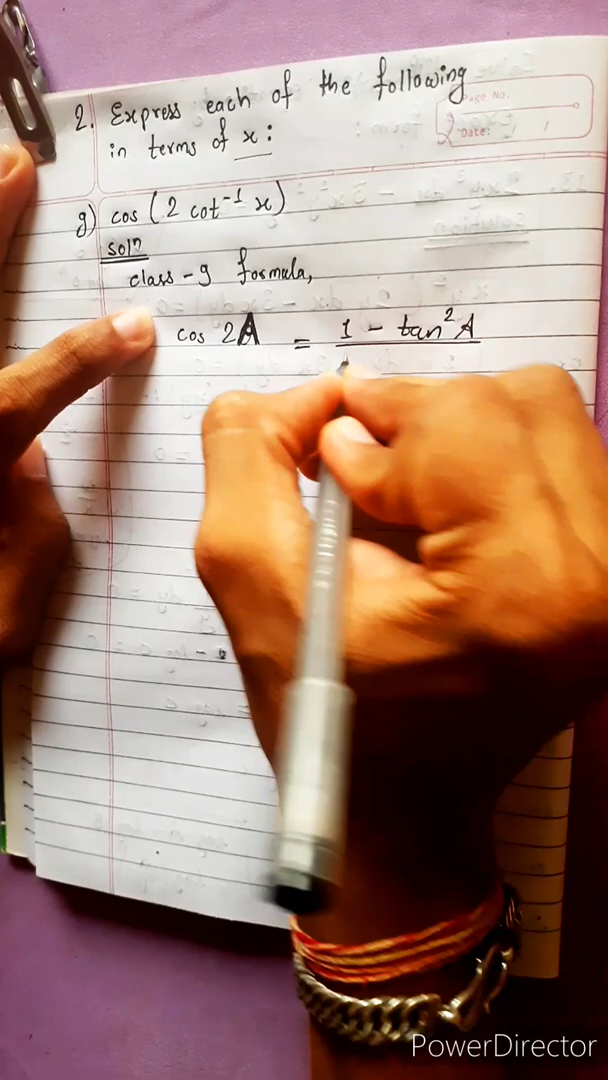 2. Express each of the following
in terms of x:
Page No.
Date: / /
g) cos (2 cot⁻¹ x)
Solⁿ
class - 9 formula,
cos 2A = 1 - tan² A
PowerDirector